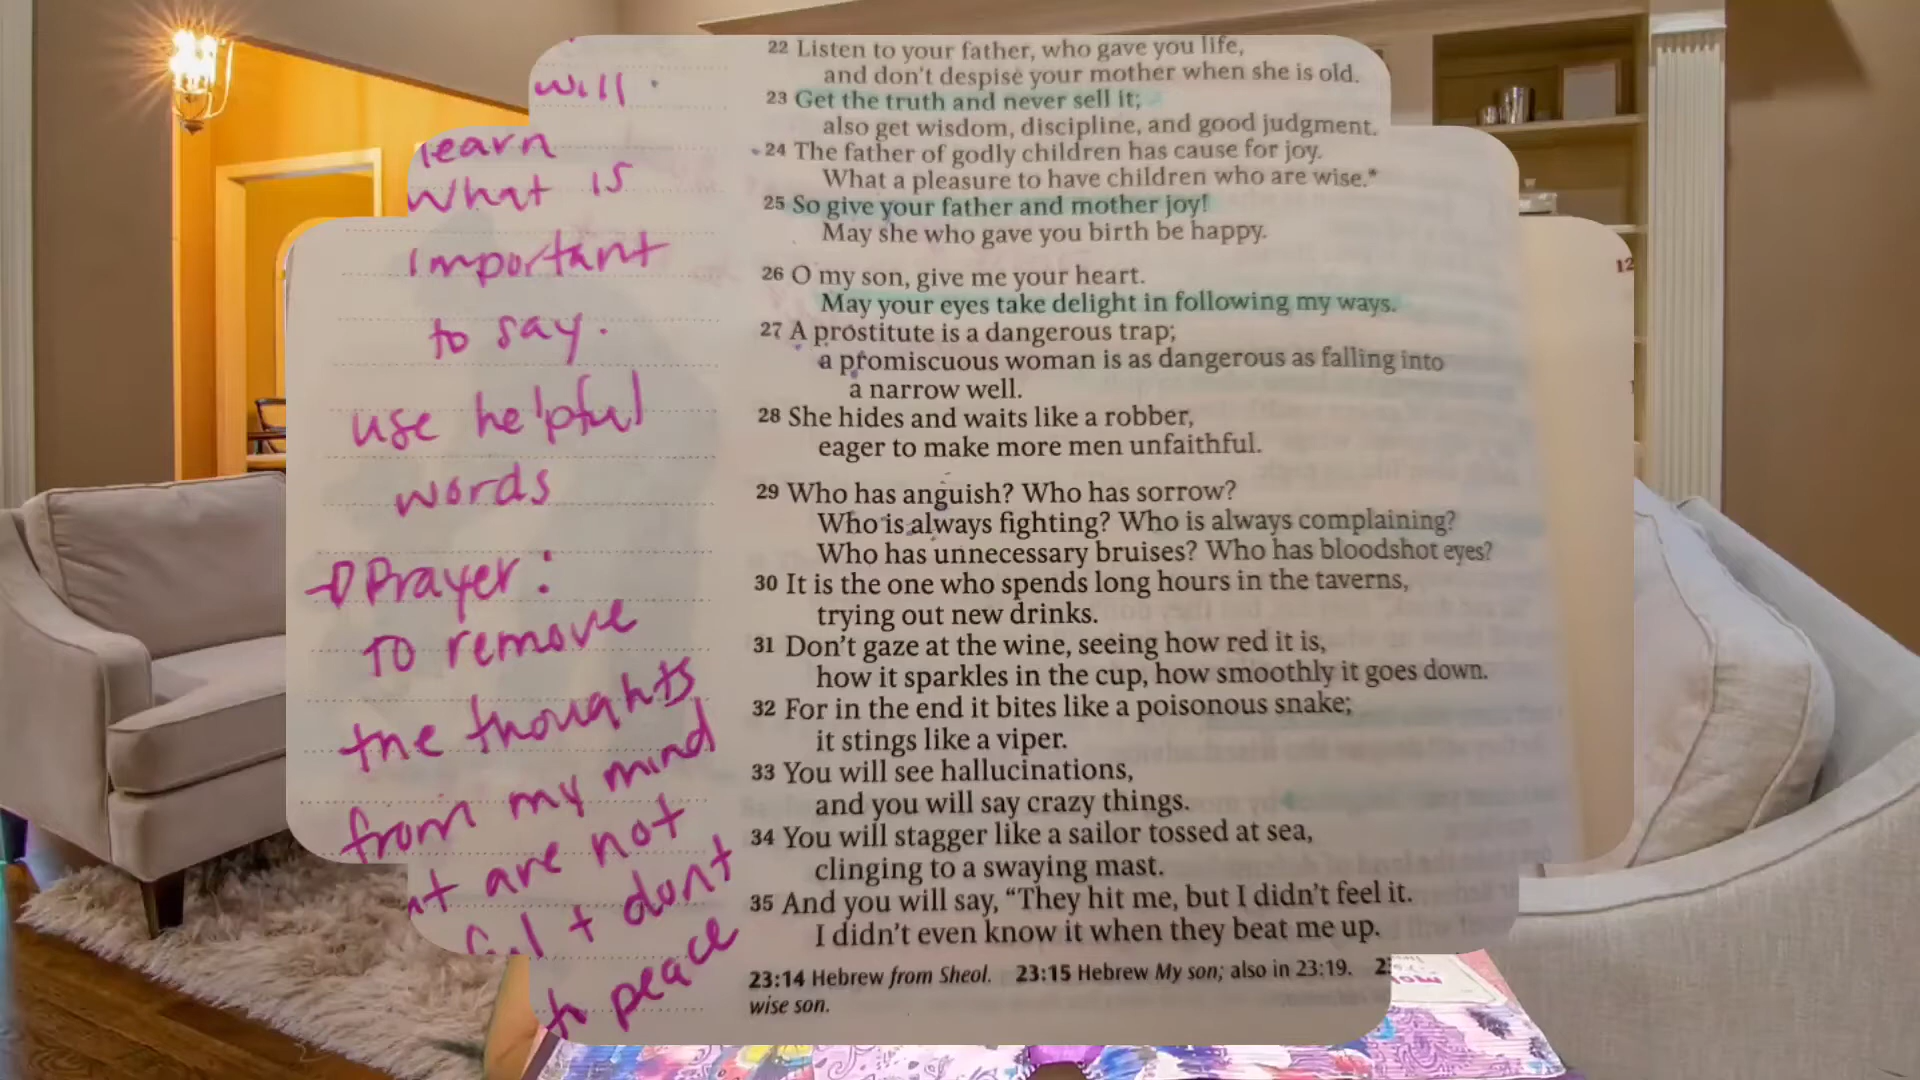 will.
learn
what is
important
to say.
use helpful
words
Prayer:
To remove
the thoughts
from my mind
are not
+ dont
peace
22 Listen to your father, who gave you life,
and don't despise your mother when she is old.
23 Get the truth and never sell it;
also get wisdom, discipline, and good judgment.
24 The father of godly children has cause for joy.
What a pleasure to have children who are wise.*
25 So give your father and mother joy!
May she who gave you birth be happy.
26 O my son, give me your heart.
May your eyes take delight in following my ways.
27 A prostitute is a dangerous trap;
a promiscuous woman is as dangerous as falling into
a narrow well.
28 She hides and waits like a robber,
eager to make more men unfaithful.
29 Who has anguish? Who has sorrow?
Who is always fighting? Who is always complaining?
Who has unnecessary bruises? Who has bloodshot eyes?
30 It is the one who spends long hours in the taverns,
trying out new drinks.
31 Don't gaze at the wine, seeing how red it is,
how it sparkles in the cup, how smoothly it goes down.
32 For in the end it bites like a poisonous snake;
it stings like a viper.
33 You will see hallucinations,
and you will say crazy things.
34 You will stagger like a sailor tossed at sea,
clinging to a swaying mast.
35 And you will say, “They hit me, but I didn't feel it.
I didn't even know it when they beat me up.
23:14 Hebrew from Sheol. 23:15 Hebrew My son; also in 23:19.
wise son.
12